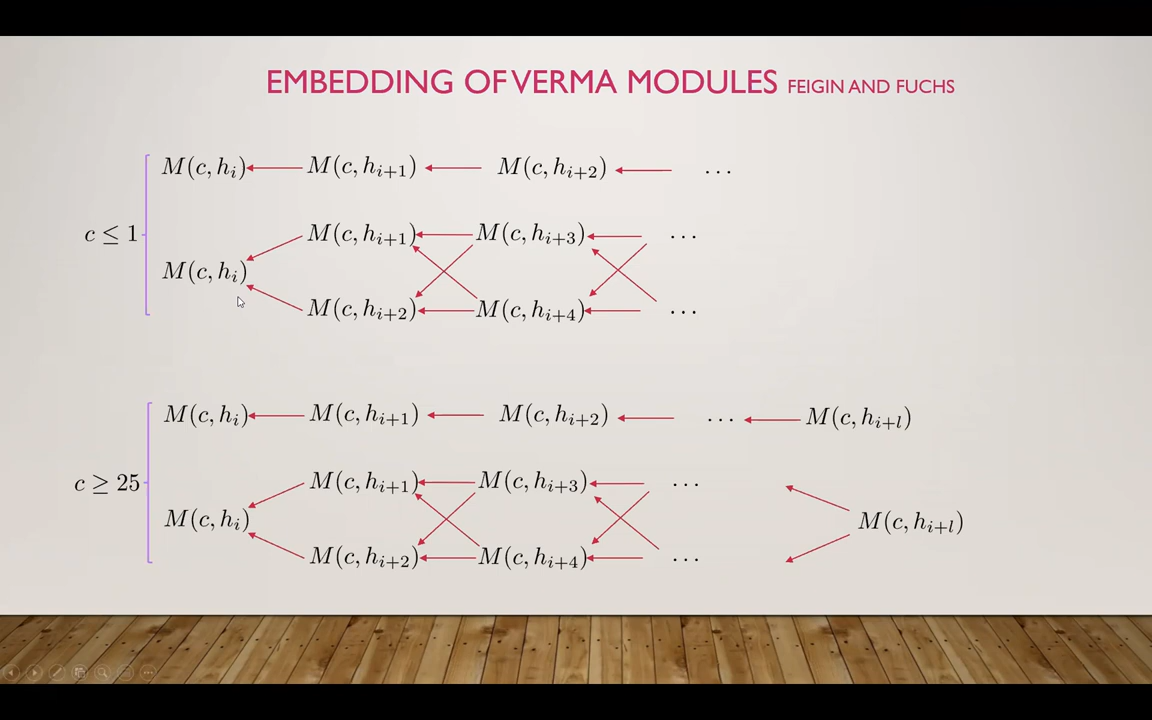 EMBEDDING OF VERMA MODULES FEIGIN AND FUCHS
M(c, h_i) M(c, h_{i+1}) M(c, h_{i+2}) ...
M(c, h_{i+1}) M(c, h_{i+3}) ...
c ≤ 1
M(c, h_i)
M(c, h_{i+2}) M(c, h_{i+4}) ...
M(c, h_i) M(c, h_{i+1}) M(c, h_{i+2}) ... M(c, h_{i+l})
M(c, h_{i+1}) M(c, h_{i+3}) ...
c ≥ 25
M(c, h_i) M(c, h_{i+l})
M(c, h_{i+2}) M(c, h_{i+4}) ...